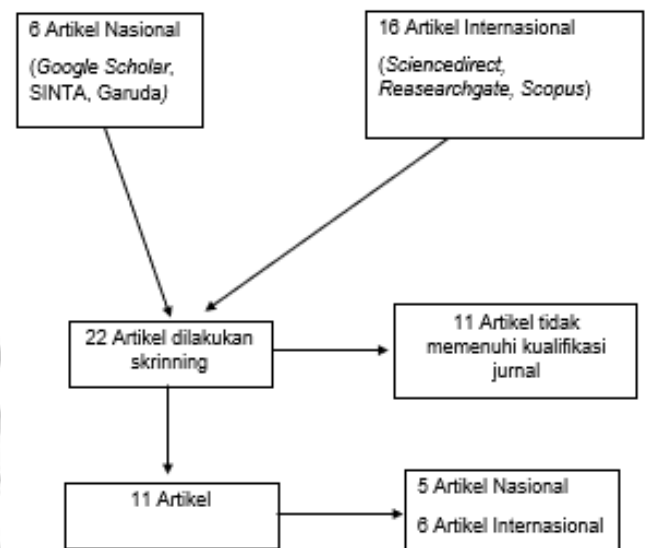 6 Artikel Nasional
(Google Scholar,
SINTA, Garuda)
16 Artikel Internasional
(Sciencedirect,
Reasearchgate, Scopus)
22 Artikel dilakukan
skrinning
11 Artikel tidak
memenuhi kualifikasi
jurnal
11 Artikel
5 Artikel Nasional
6 Artikel Internasional